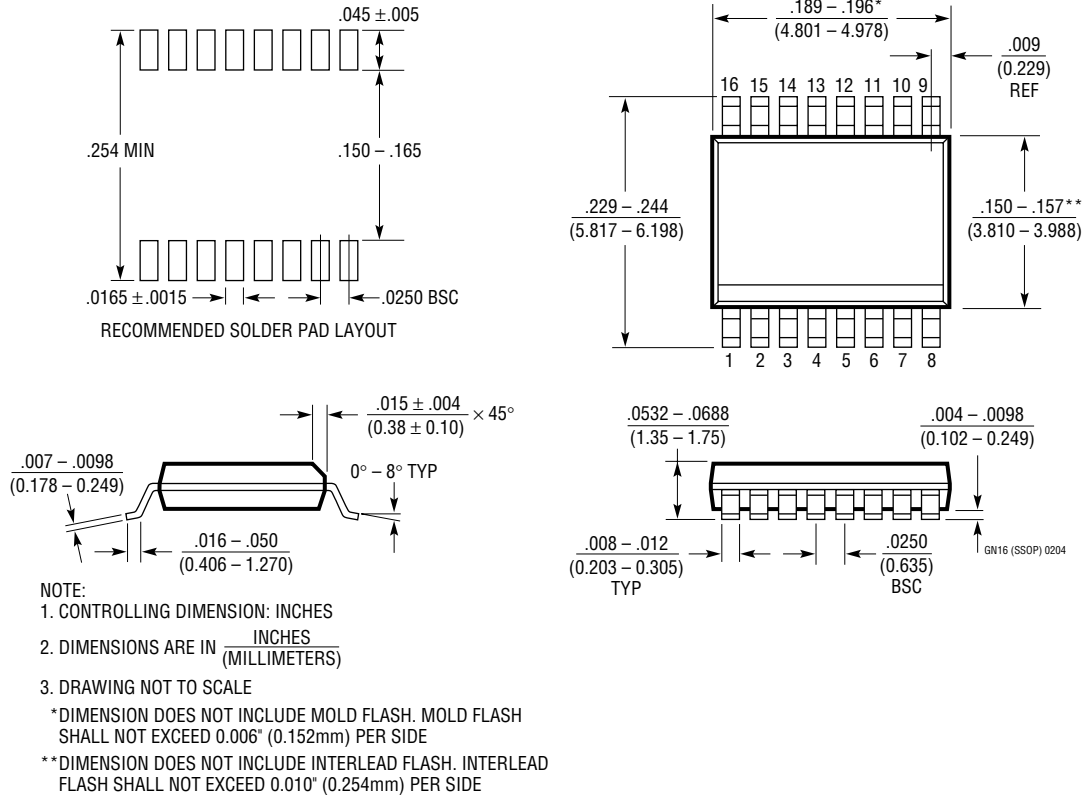 .045 ±.005
.254 MIN
.150 – .165
.0165 ±.0015
.0250 BSC
RECOMMENDED SOLDER PAD LAYOUT
.189 – .196*
(4.801 – 4.978)
.009
(0.229)
REF
16 15 14 13 12 11 10 9
.229 – .244
(5.817 – 6.198)
.150 – .157**
(3.810 – 3.988)
1 2 3 4 5 6 7 8
.015 ± .004
(0.38 ± 0.10)
× 45°
.007 – .0098
(0.178 – 0.249)
0° – 8° TYP
.016 – .050
(0.406 – 1.270)
.0532 – .0688
(1.35 – 1.75)
.004 – .0098
(0.102 – 0.249)
.008 – .012
(0.203 – 0.305)
TYP
.0250
(0.635)
BSC
GN16 (SSOP) 0204
NOTE:
1. CONTROLLING DIMENSION: INCHES
2. DIMENSIONS ARE IN INCHES
(MILLIMETERS)
3. DRAWING NOT TO SCALE
*DIMENSION DOES NOT INCLUDE MOLD FLASH. MOLD FLASH
SHALL NOT EXCEED 0.006" (0.152mm) PER SIDE
**DIMENSION DOES NOT INCLUDE INTERLEAD FLASH. INTERLEAD
FLASH SHALL NOT EXCEED 0.010" (0.254mm) PER SIDE